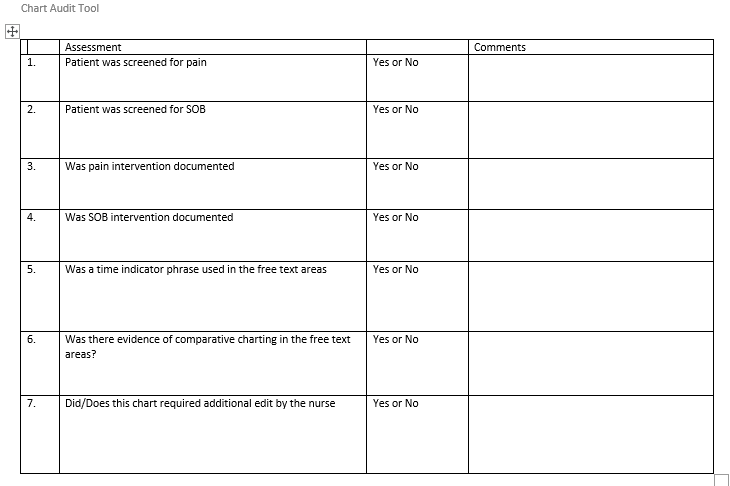 Chart Audit Tool
Assessment Comments
1. Patient was screened for pain Yes or No
2. Patient was screened for SOB Yes or No
3. Was pain intervention documented Yes or No
4. Was SOB intervention documented Yes or No
5. Was a time indicator phrase used in the free text areas Yes or No
6. Was there evidence of comparative charting in the free text Yes or No
areas?
7. Did/Does this chart required additional edit by the nurse Yes or No